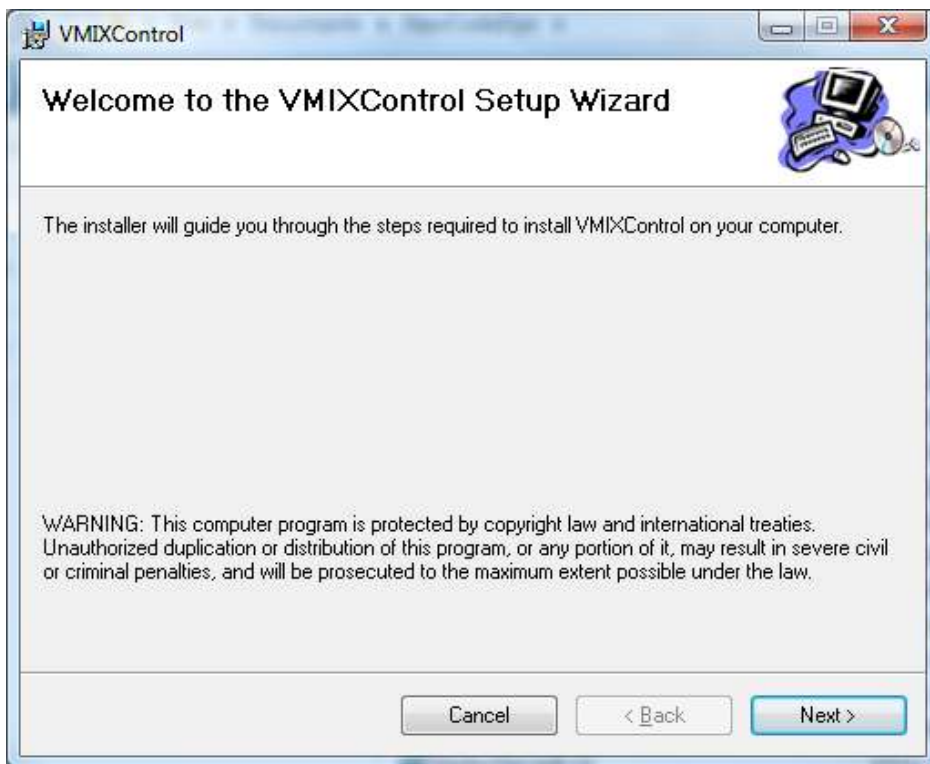 VMIXControl
Welcome to the VMIXControl Setup Wizard
The installer will guide you through the steps required to install VMIXControl on your computer.
WARNING: This computer program is protected by copyright law and international treaties.
Unauthorized duplication or distribution of this program, or any portion of it, may result in severe civil
or criminal penalties, and will be prosecuted to the maximum extent possible under the law.
Cancel
< Back
Next >